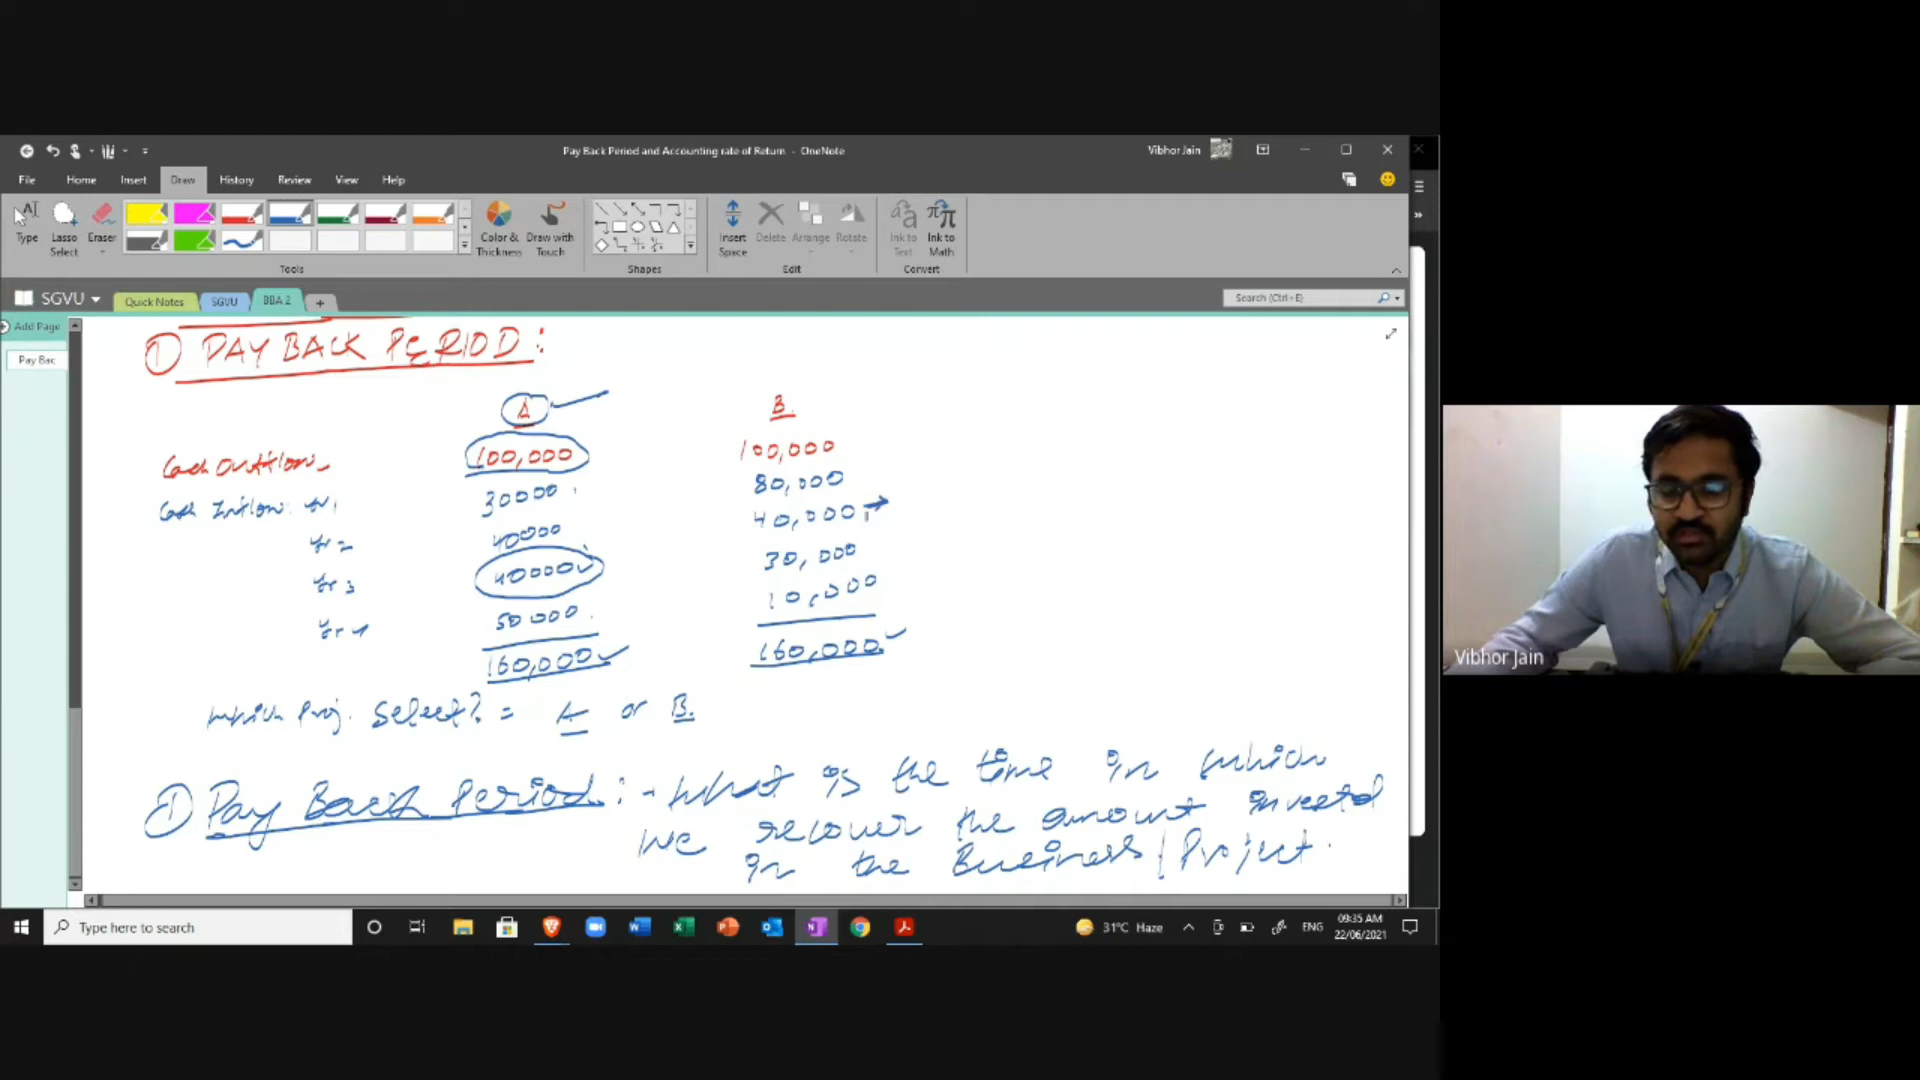 Pay Back Period and Accounting rate of Return - OneNote
Vibhor Jain
File Home Insert Draw History Review View Help
Type
Lasso Select
Eraser
Color & Thickness
Draw with Touch
Insert Space
Delete
Arrange
Rotate
Ink to Text
Ink to Math
Tools
Shapes
Edit
Convert
SGVU
Quick Notes
SGVU
BBA 2
Search (Ctrl+E)
Add Page
Pay Bac
① PAY BACK PERIOD:
A B.
Cash Outflow 100,000 100,000
Cash Inflow: Yr 1 30000 80,000
Yr 2 40000 40,000
Yr 3 40000 30,000
Yr 4 50000 10,000
160,000 160,000
Which Proj. Select? = A or B.
① Pay Back Period: - What is the time in which
we recover the amount invested
in the Business / Project.
Vibhor Jain
Type here to search
31°C Haze
ENG
09:35 AM
22/06/2021